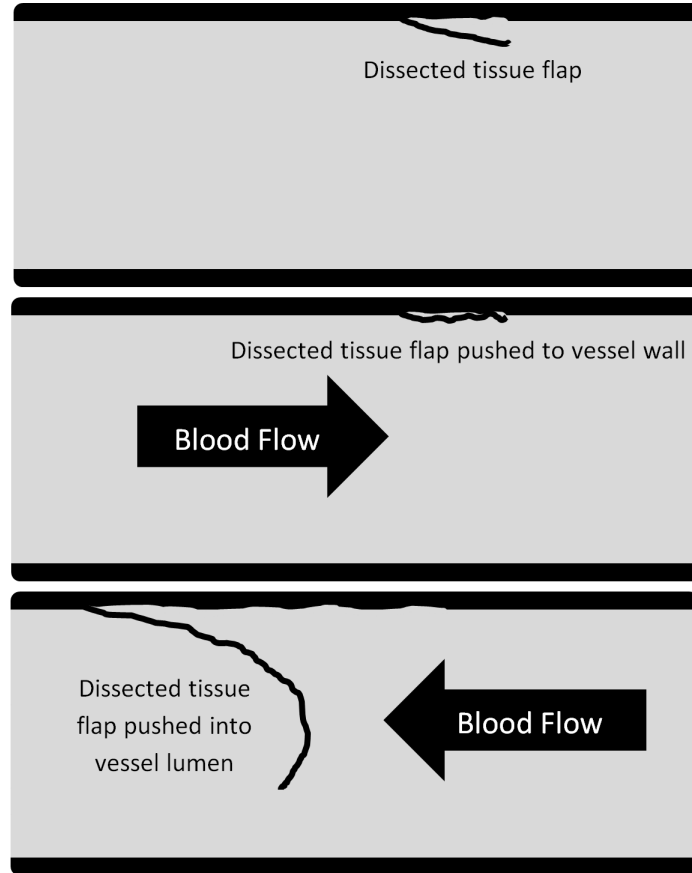 Dissected tissue flap
Dissected tissue flap pushed to vessel wall
Blood Flow
Dissected tissue
flap pushed into
vessel lumen
Blood Flow